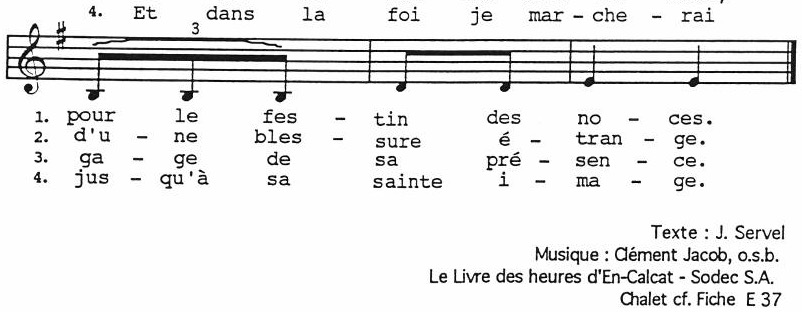 4. Et dans la foi je mar - che - rai
3
1. pour le fes - tin des no - ces.
2. d'u - ne bles - sure é - tran - ge.
3. ga - ge de sa pré - sen - ce.
4. jus - qu'à sa sainte i - ma - ge.
Texte : J. Servel
Musique : Clément Jacob, o.s.b.
Le Livre des heures d'En-Calcat - Sodec S.A.
Chalet cf. Fiche E 37